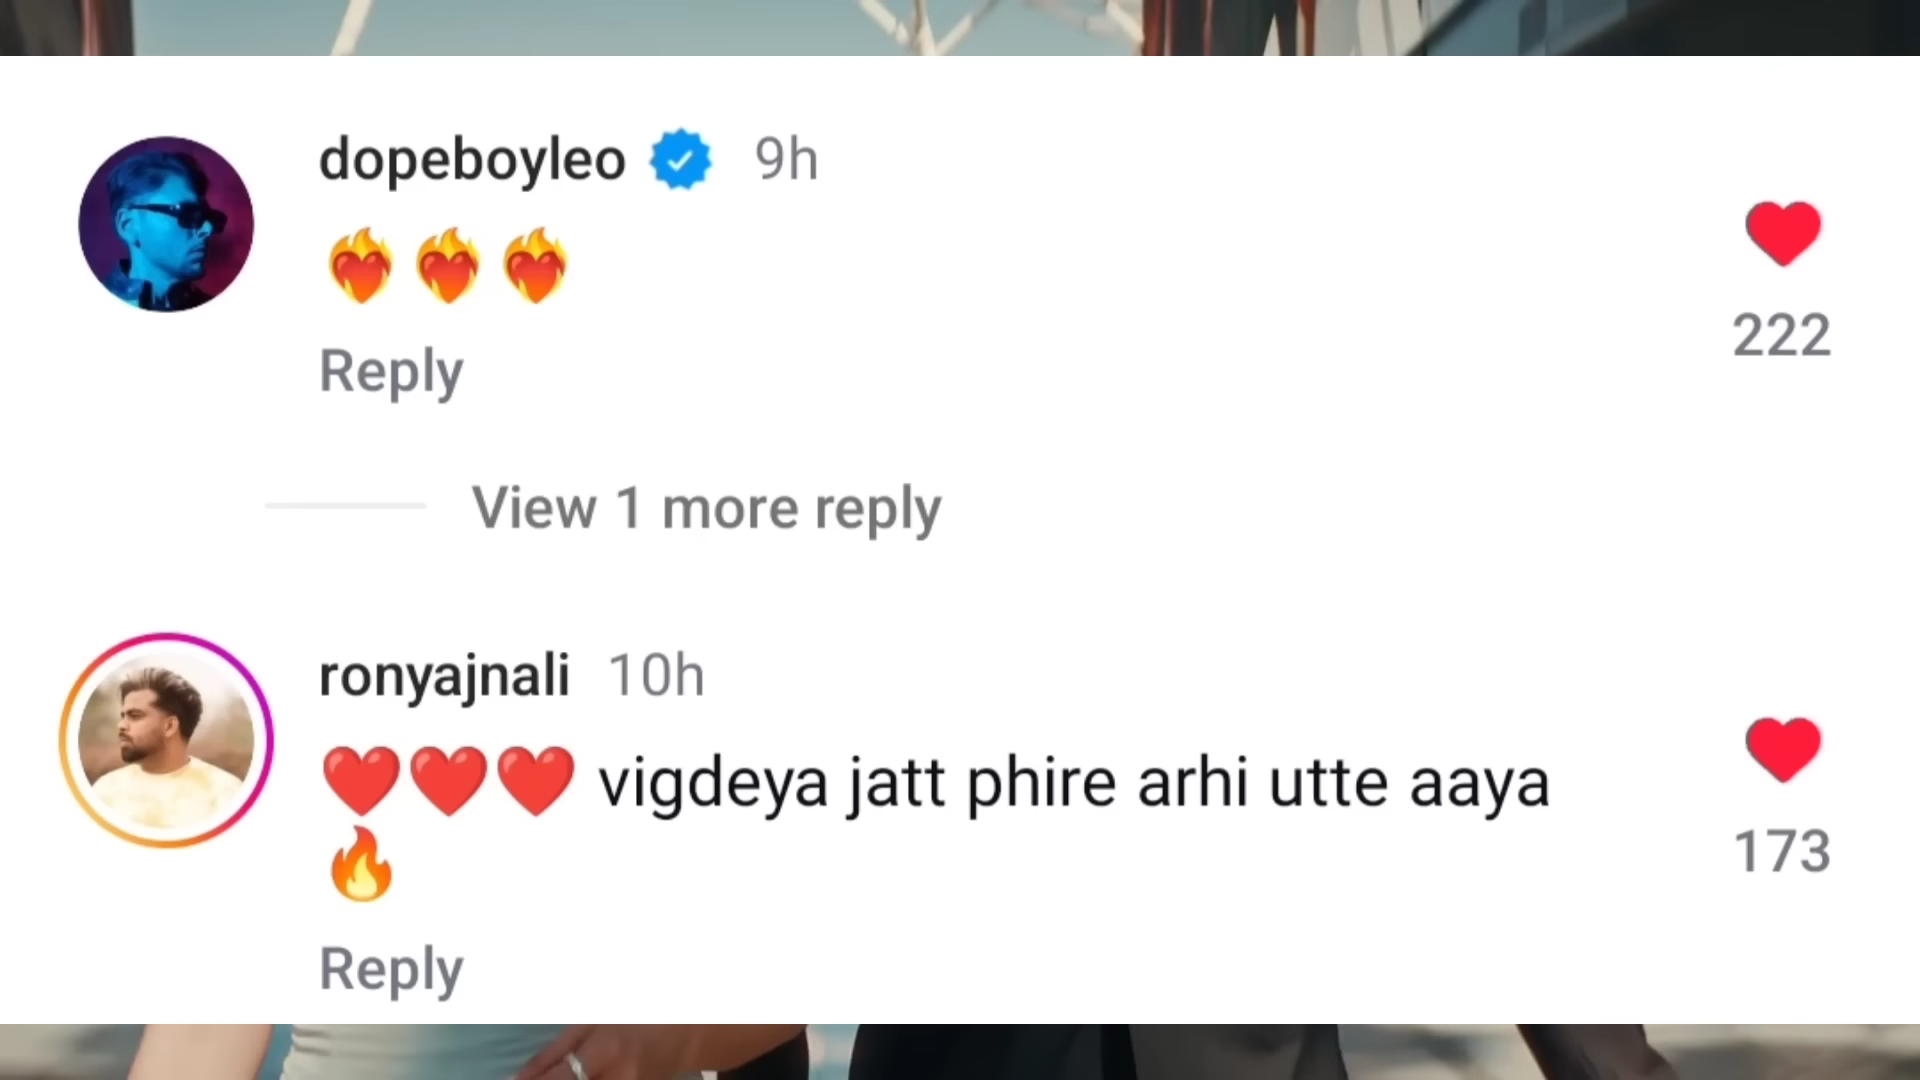 dopeboyleo 9h
❤️‍🔥❤️‍🔥❤️‍🔥
222
Reply
View 1 more reply
ronyajnali 10h
❤️❤️❤️ vigdeya jatt phire arhi utte aaya
🔥
173
Reply